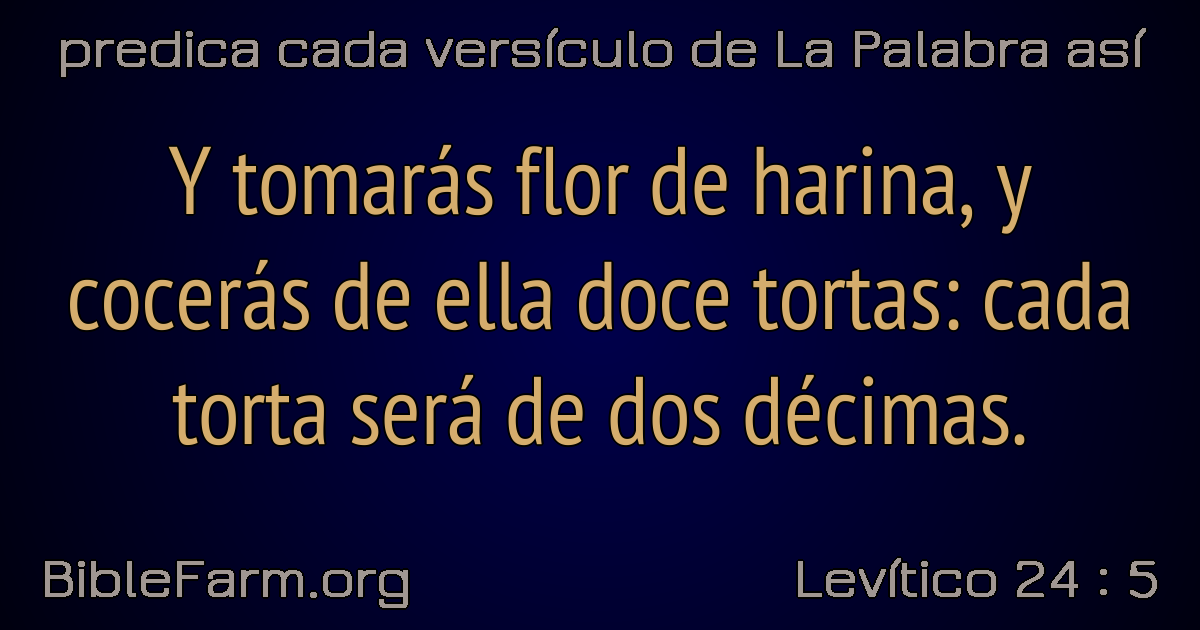 predica cada versículo de La Palabra así
Y tomarás flor de harina, y
cocerás de ella doce tortas: cada
torta será de dos décimas.
BibleFarm.org
Levítico 24 : 5